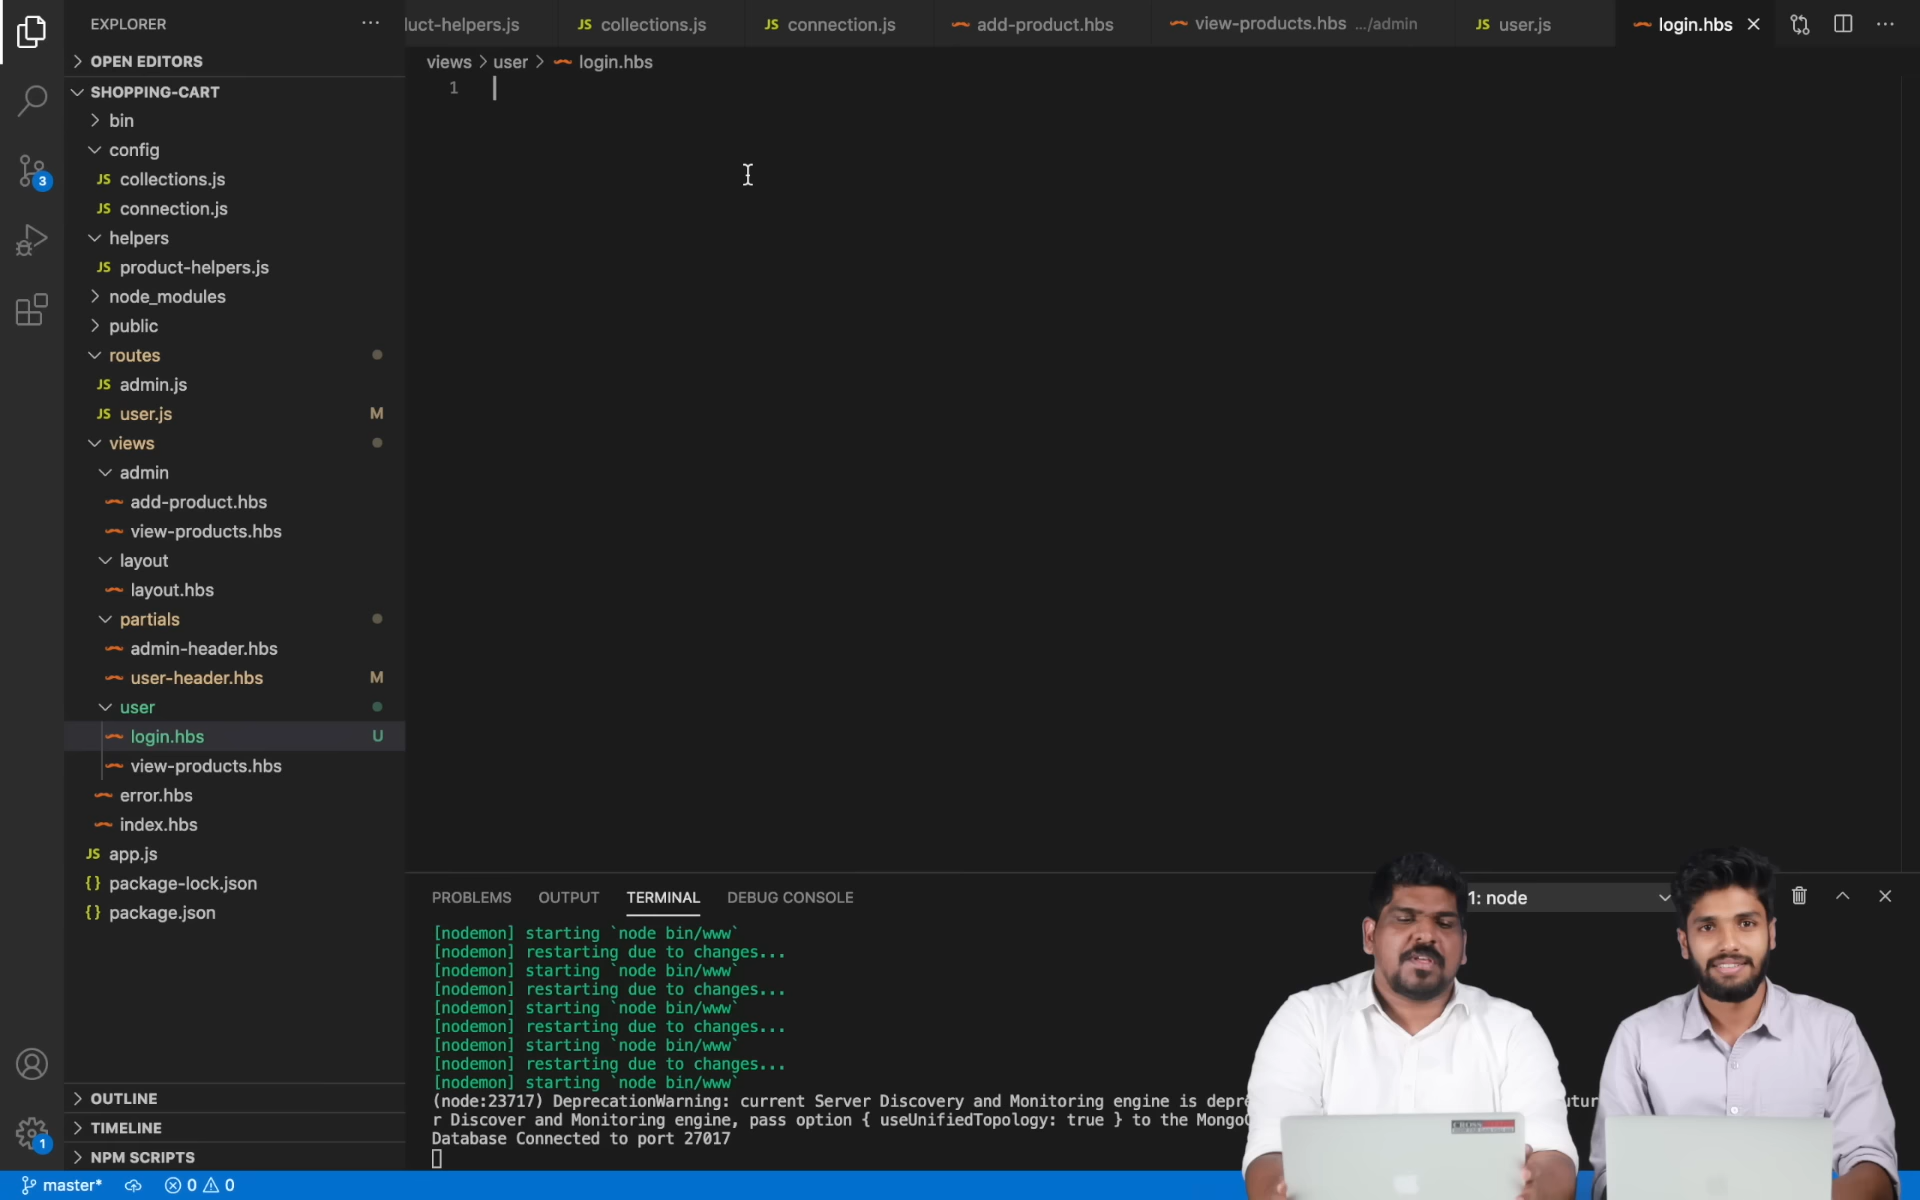 EXPLORER
OPEN EDITORS
SHOPPING-CART
bin
config
JS collections.js
JS connection.js
helpers
JS product-helpers.js
node_modules
public
routes
JS admin.js
JS user.js M
views
admin
add-product.hbs
view-products.hbs
layout
layout.hbs
partials
admin-header.hbs
user-header.hbs M
user
login.hbs U
view-products.hbs
error.hbs
index.hbs
JS app.js
{} package-lock.json
{} package.json
OUTLINE
TIMELINE
NPM SCRIPTS
3
1
uct-helpers.js JS collections.js JS connection.js add-product.hbs view-products.hbs .../admin JS user.js login.hbs
views > user > login.hbs
1
PROBLEMS OUTPUT TERMINAL DEBUG CONSOLE 1: node
[nodemon] starting `node bin/www`
[nodemon] restarting due to changes...
[nodemon] starting `node bin/www`
[nodemon] restarting due to changes...
[nodemon] starting `node bin/www`
[nodemon] restarting due to changes...
[nodemon] starting `node bin/www`
[nodemon] restarting due to changes...
[nodemon] starting `node bin/www`
(node:23717) DeprecationWarning: current Server Discovery and Monitoring engine is depre utur
r Discover and Monitoring engine, pass option { useUnifiedTopology: true } to the Mongo
Database Connected to port 27017
master* 0 0